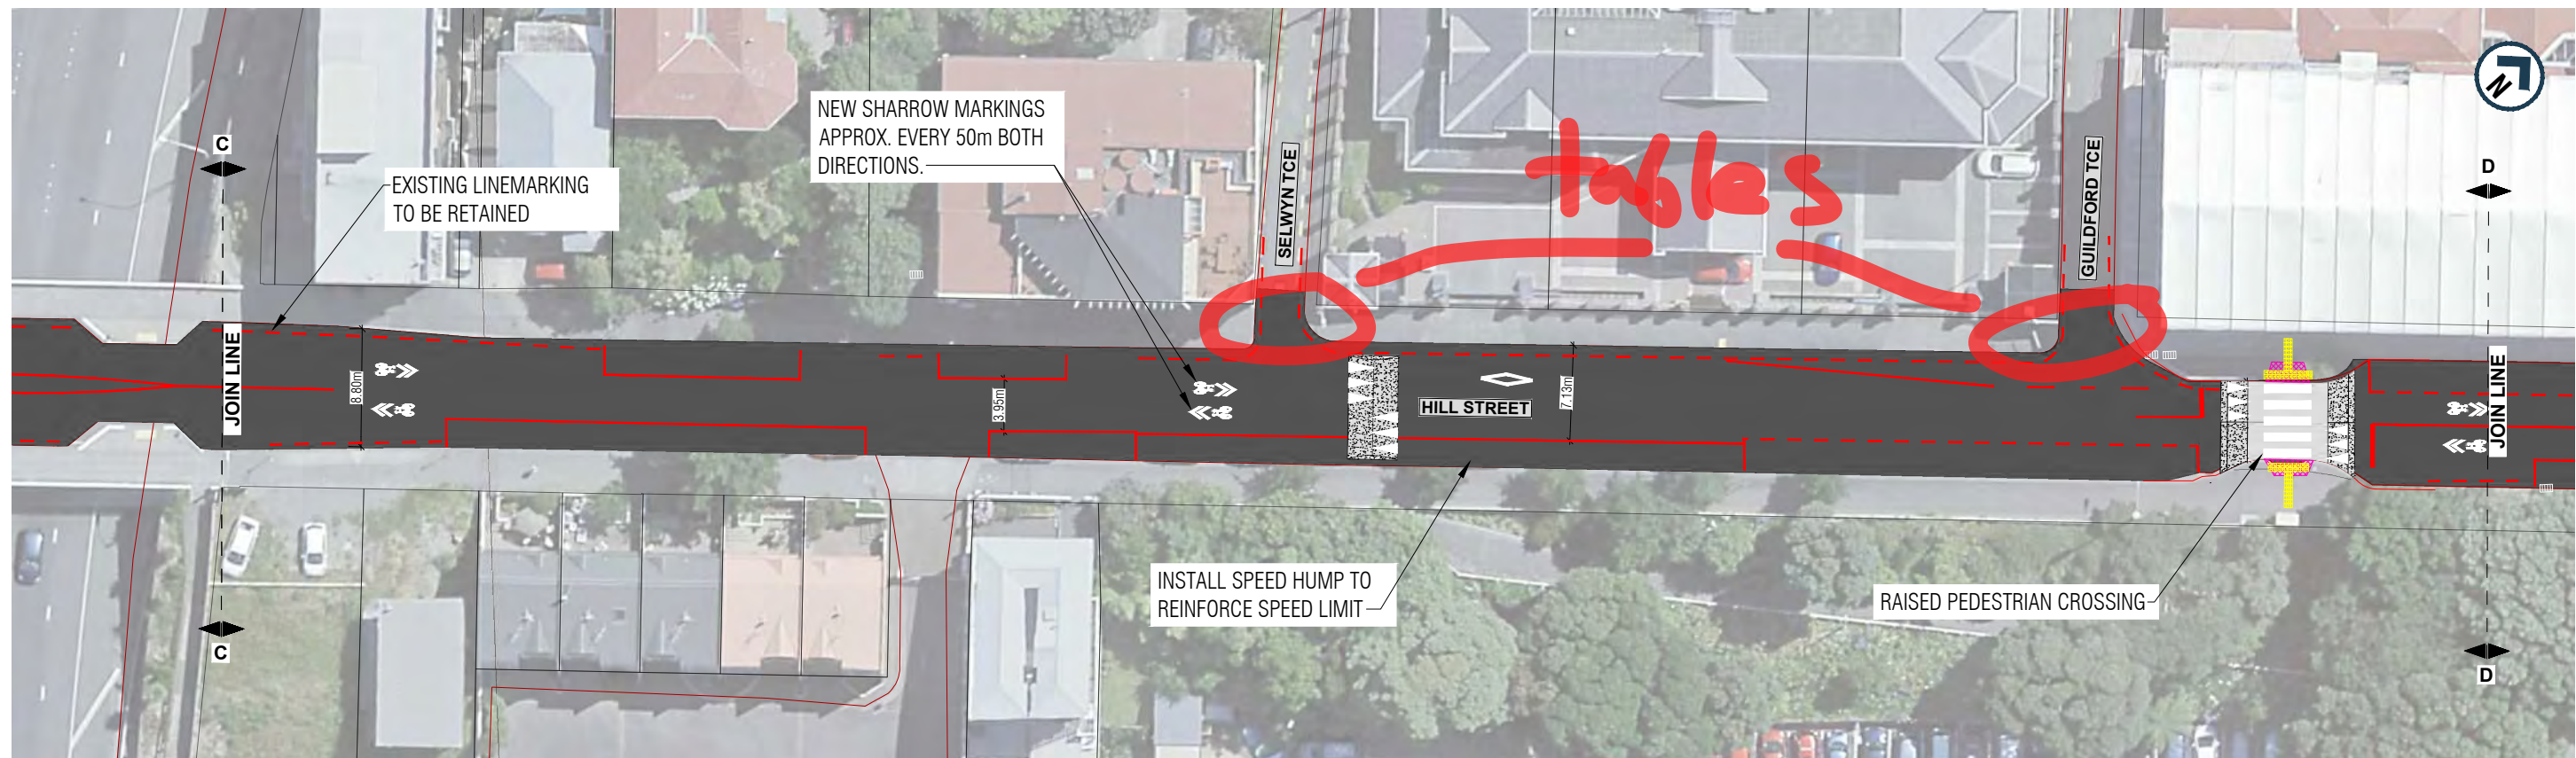 N
C
D
NEW SHARROW MARKINGS
APPROX. EVERY 50m BOTH
DIRECTIONS.
EXISTING LINEMARKING
TO BE RETAINED
SELWYN TCE
tables
GUILDFORD TCE
JOIN LINE
8.80m
3.95m
HILL STREET
7.13m
JOIN LINE
INSTALL SPEED HUMP TO
REINFORCE SPEED LIMIT
RAISED PEDESTRIAN CROSSING
C
D